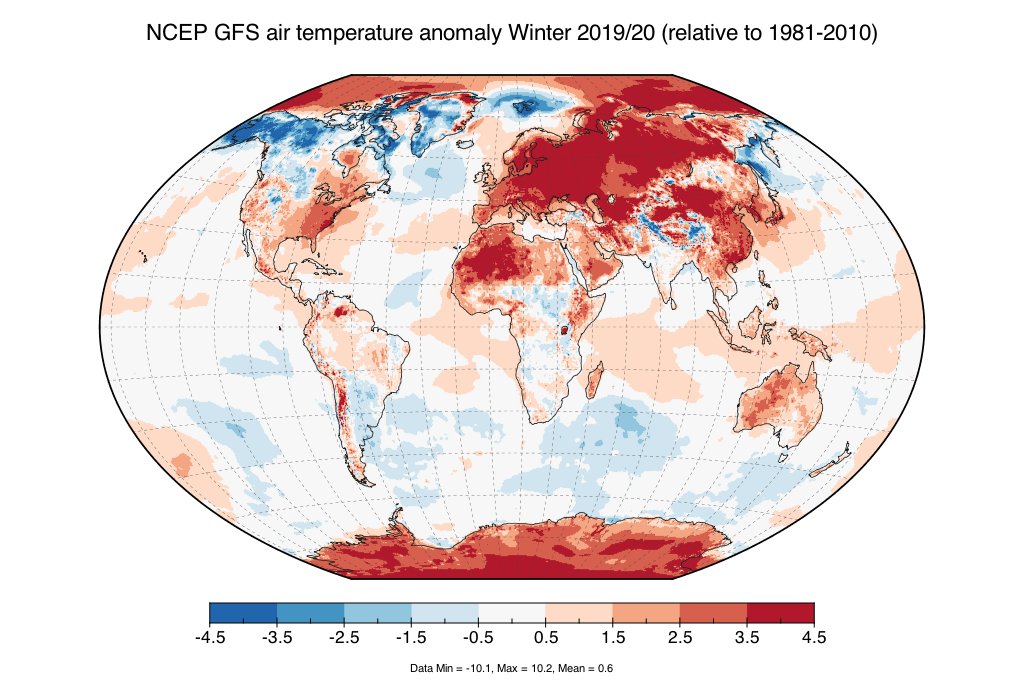 NCEP GFS air temperature anomaly Winter 2019/20 (relative to 1981-2010)
-4.5 -3.5 -2.5 -1.5 -0.5 0.5 1.5 2.5 3.5 4.5
Data Min = -10.1, Max = 10.2, Mean = 0.6